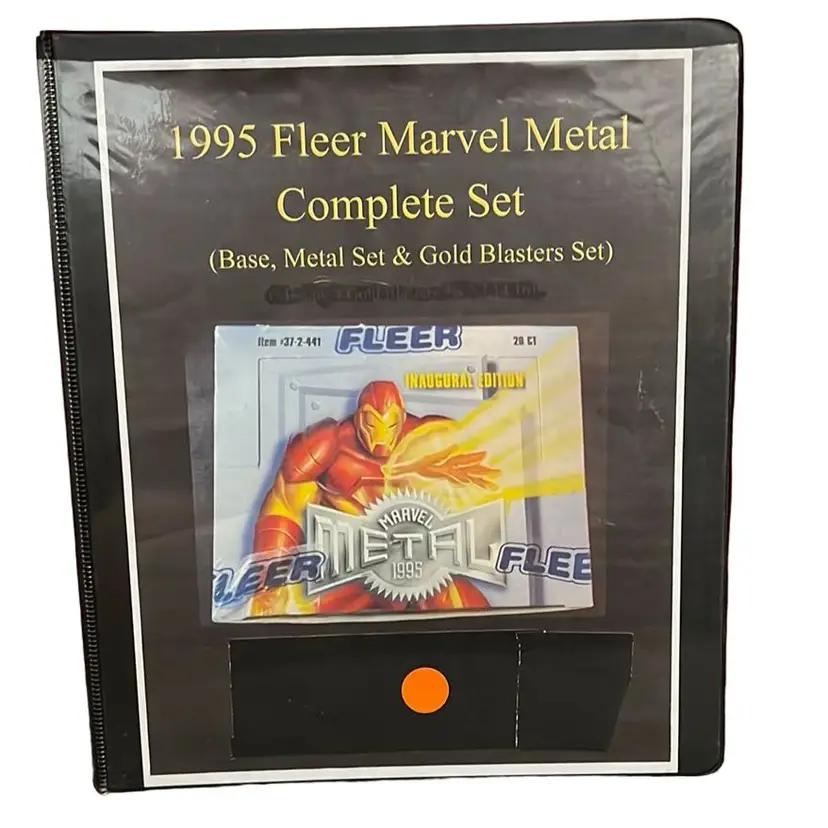 1995 Fleer Marvel Metal
Complete Set
(Base, Metal Set & Gold Blasters Set)
Item #37-2-441
FLEER
28 CT
INAUGURAL EDITION
MARVEL
METAL
1995
FLEER
FLEE